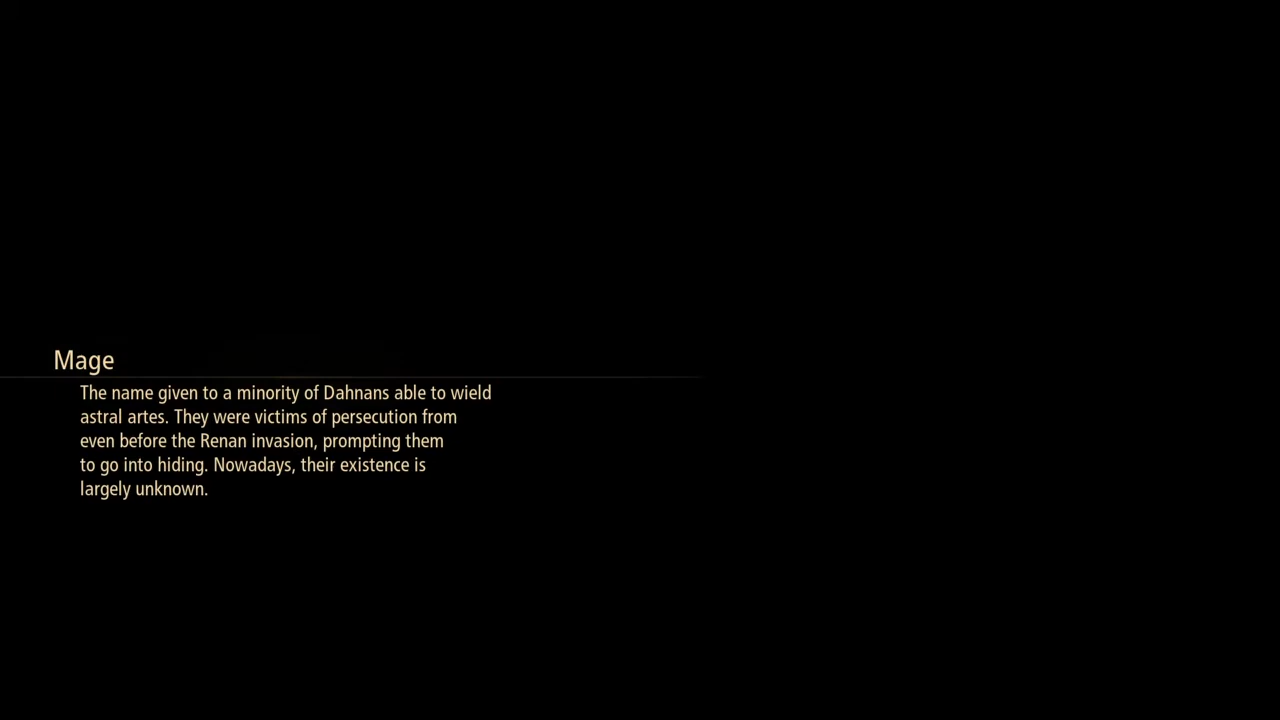 Mage
The name given to a minority of Dahnans able to wield
astral artes. They were victims of persecution from
even before the Renan invasion, prompting them
to go into hiding. Nowadays, their existence is
largely unknown.